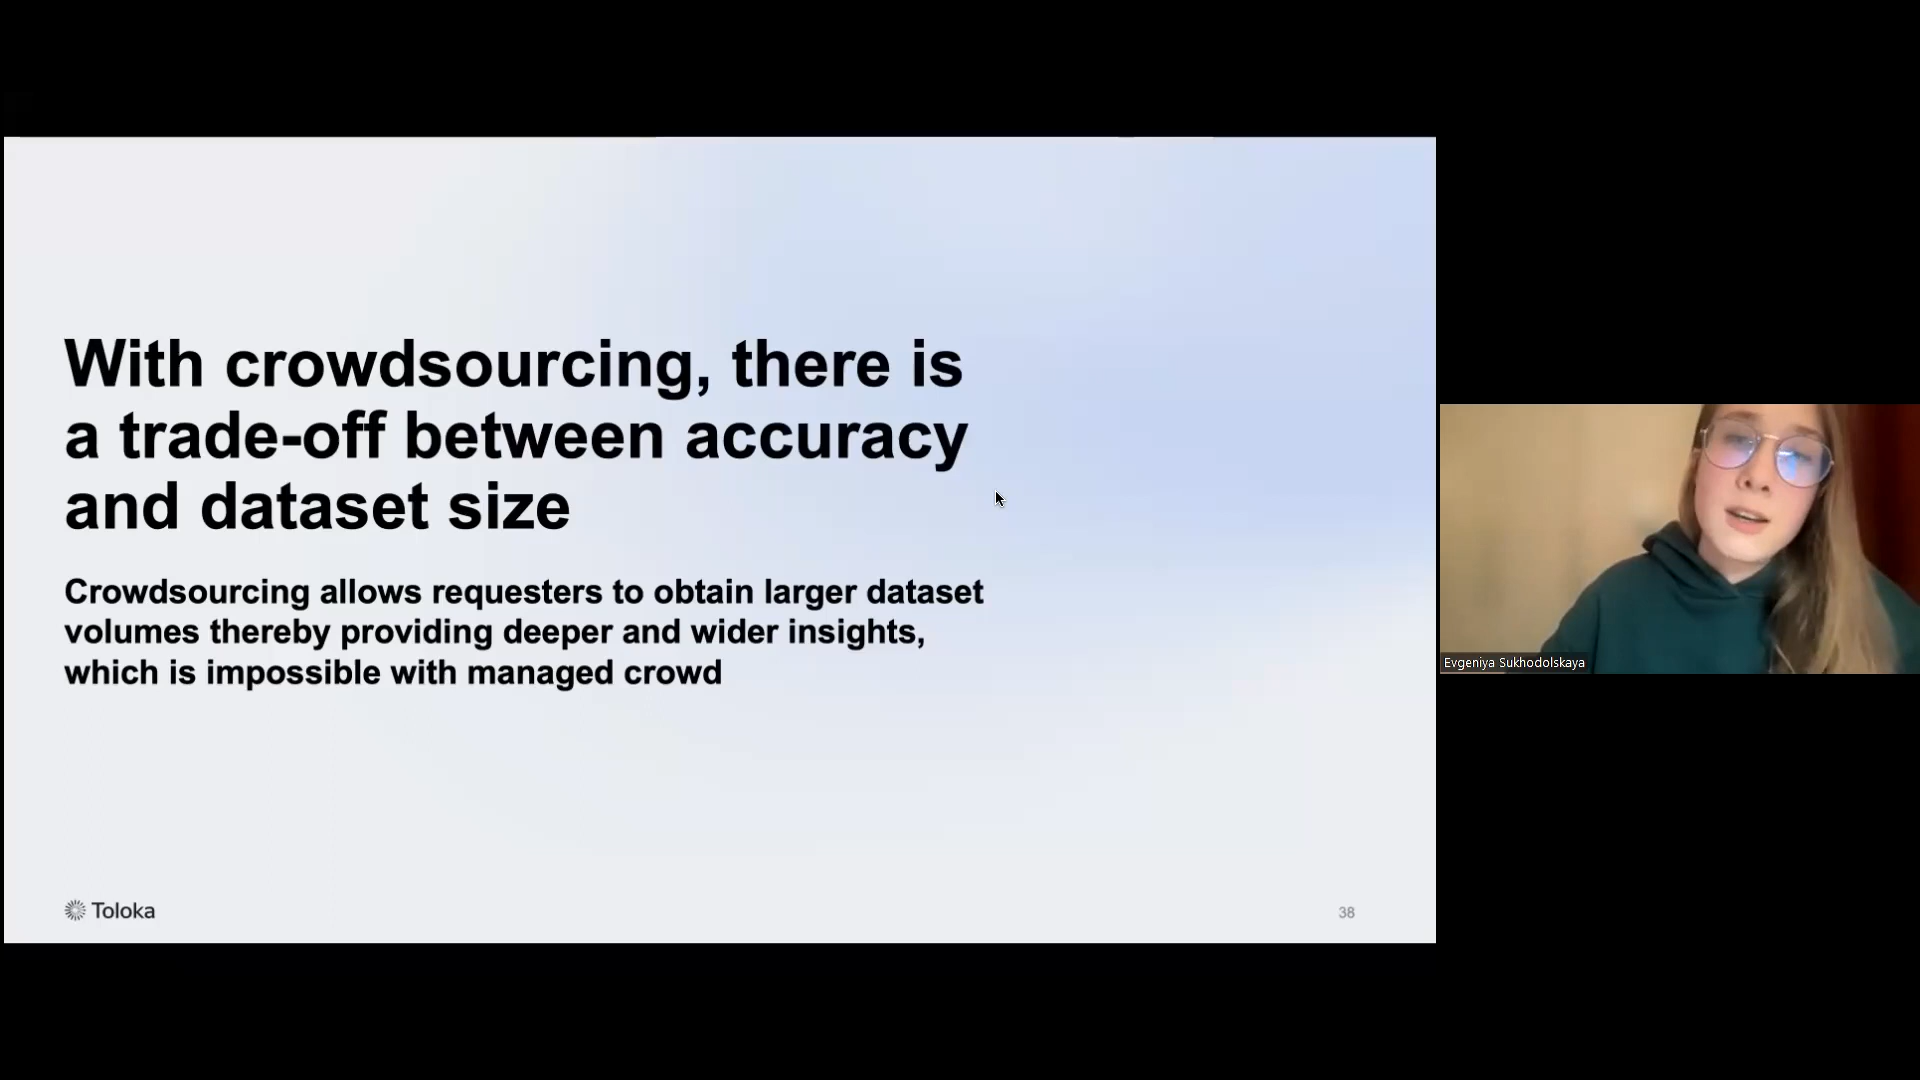 With crowdsourcing, there is
a trade-off between accuracy
and dataset size
Crowdsourcing allows requesters to obtain larger dataset
volumes thereby providing deeper and wider insights,
which is impossible with managed crowd
Toloka
38
Evgeniya Sukhodolskaya